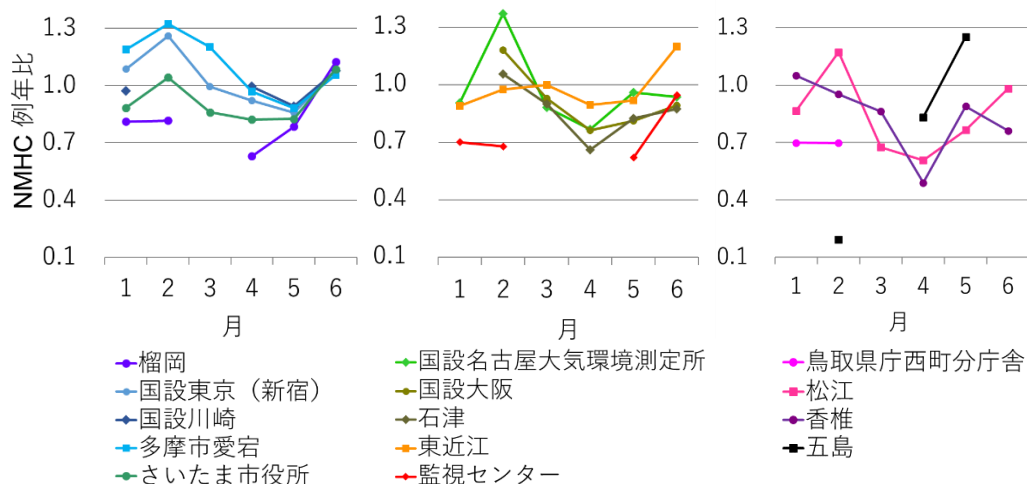 NMHC 例年比
1.3
1.0
0.7
0.4
0.1
1 2 3 4 5 6
月
榴岡
国設東京（新宿）
国設川崎
多摩市愛宕
さいたま市役所
1.3
1.0
0.7
0.4
0.1
1 2 3 4 5 6
月
国設名古屋大気環境測定所
国設大阪
石津
東近江
監視センター
1.3
1.0
0.7
0.4
0.1
1 2 3 4 5 6
月
鳥取県庁西町分庁舎
松江
香椎
五島